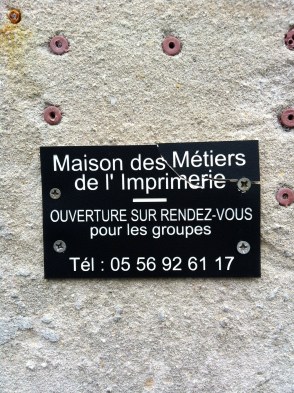 Maison des Métiers
de l' Imprimerie
OUVERTURE SUR RENDEZ-VOUS
pour les groupes
Tél : 05 56 92 61 17